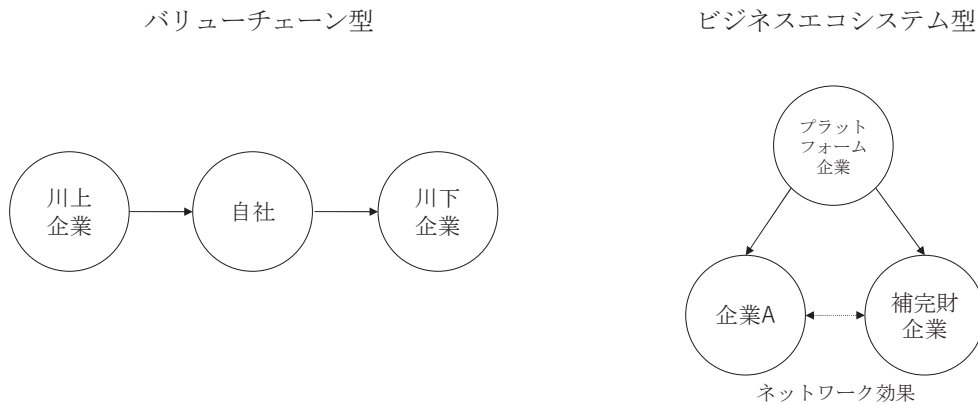 バリューチェーン型
ビジネスエコシステム型
川上
企業
自社
川下
企業
プラット
フォーム
企業
企業A
補完財
企業
ネットワーク効果